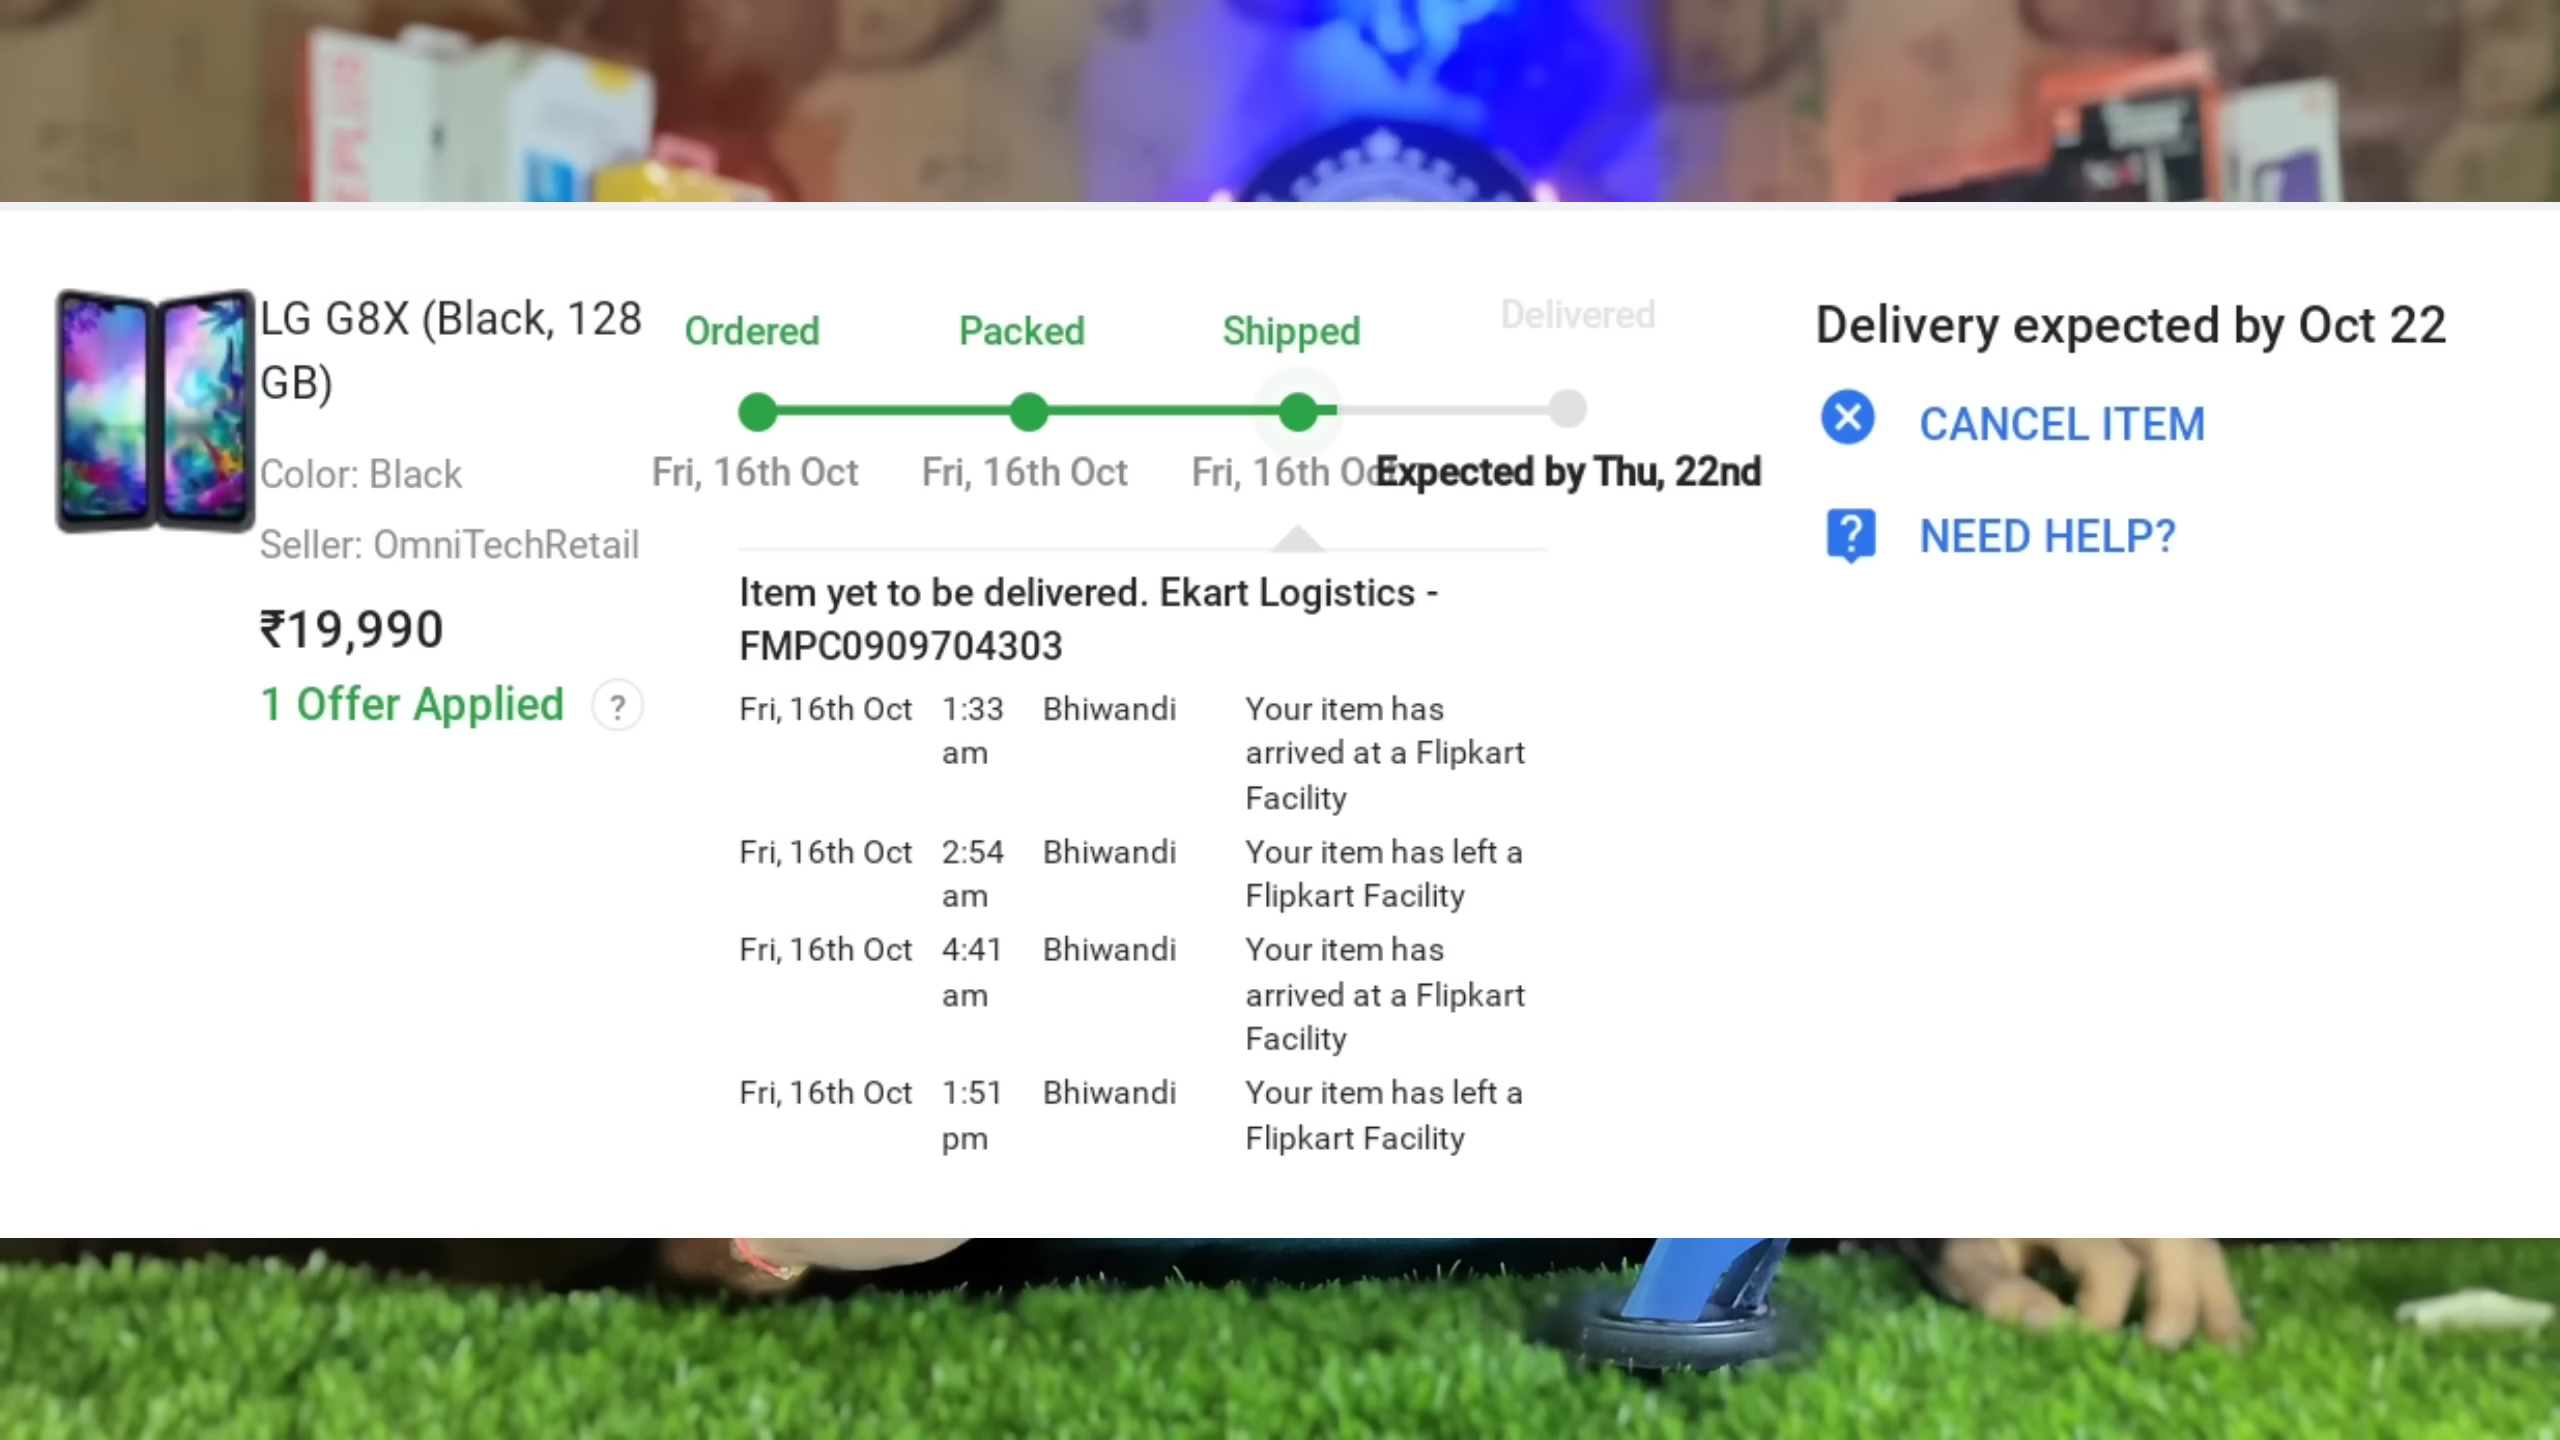 LG G8X (Black, 128
GB)
Color: Black
Seller: OmniTechRetail
₹19,990
1 Offer Applied ?
Ordered Packed Shipped Delivered
Fri, 16th Oct Fri, 16th Oct Fri, 16th Oct Expected by Thu, 22nd
Item yet to be delivered. Ekart Logistics -
FMPC0909704303
Fri, 16th Oct 1:33 Bhiwandi Your item has
am arrived at a Flipkart
Facility
Fri, 16th Oct 2:54 Bhiwandi Your item has left a
am Flipkart Facility
Fri, 16th Oct 4:41 Bhiwandi Your item has
am arrived at a Flipkart
Facility
Fri, 16th Oct 1:51 Bhiwandi Your item has left a
pm Flipkart Facility
Delivery expected by Oct 22
CANCEL ITEM
? NEED HELP?